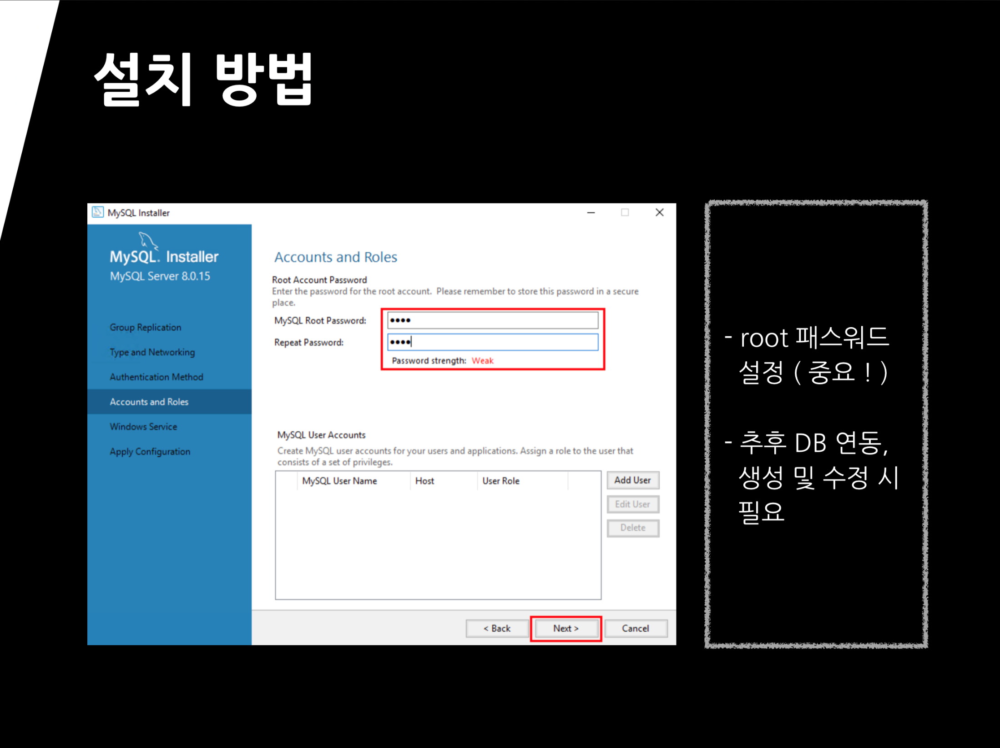 설치 방법
MySQL Installer
MySQL. Installer
MySQL Server 8.0.15
Group Replication
Type and Networking
Authentication Method
Accounts and Roles
Windows Service
Apply Configuration
Accounts and Roles
Root Account Password
Enter the password for the root account. Please remember to store this password in a secure
place.
MySQL Root Password: ●●●●
Repeat Password: ●●●●
Password strength: Weak
MySQL User Accounts
Create MySQL user accounts for your users and applications. Assign a role to the user that
consists of a set of privileges.
MySQL User Name Host User Role
Add User
Edit User
Delete
< Back Next > Cancel
- root 패스워드
설정 ( 중요 ! )
- 추후 DB 연동,
생성 및 수정 시
필요